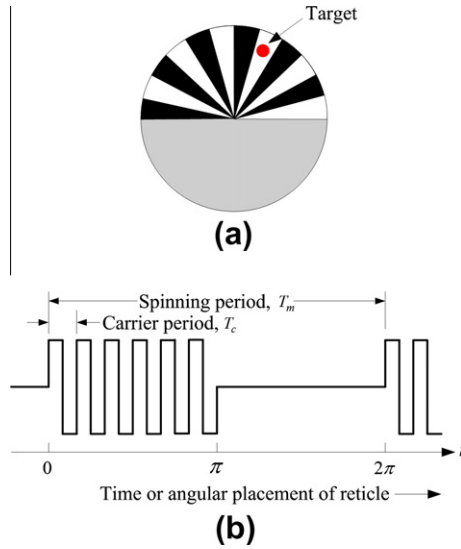 Target
(a)
Spinning period, Tm
Carrier period, Tc
0 π 2π t
Time or angular placement of reticle
(b)